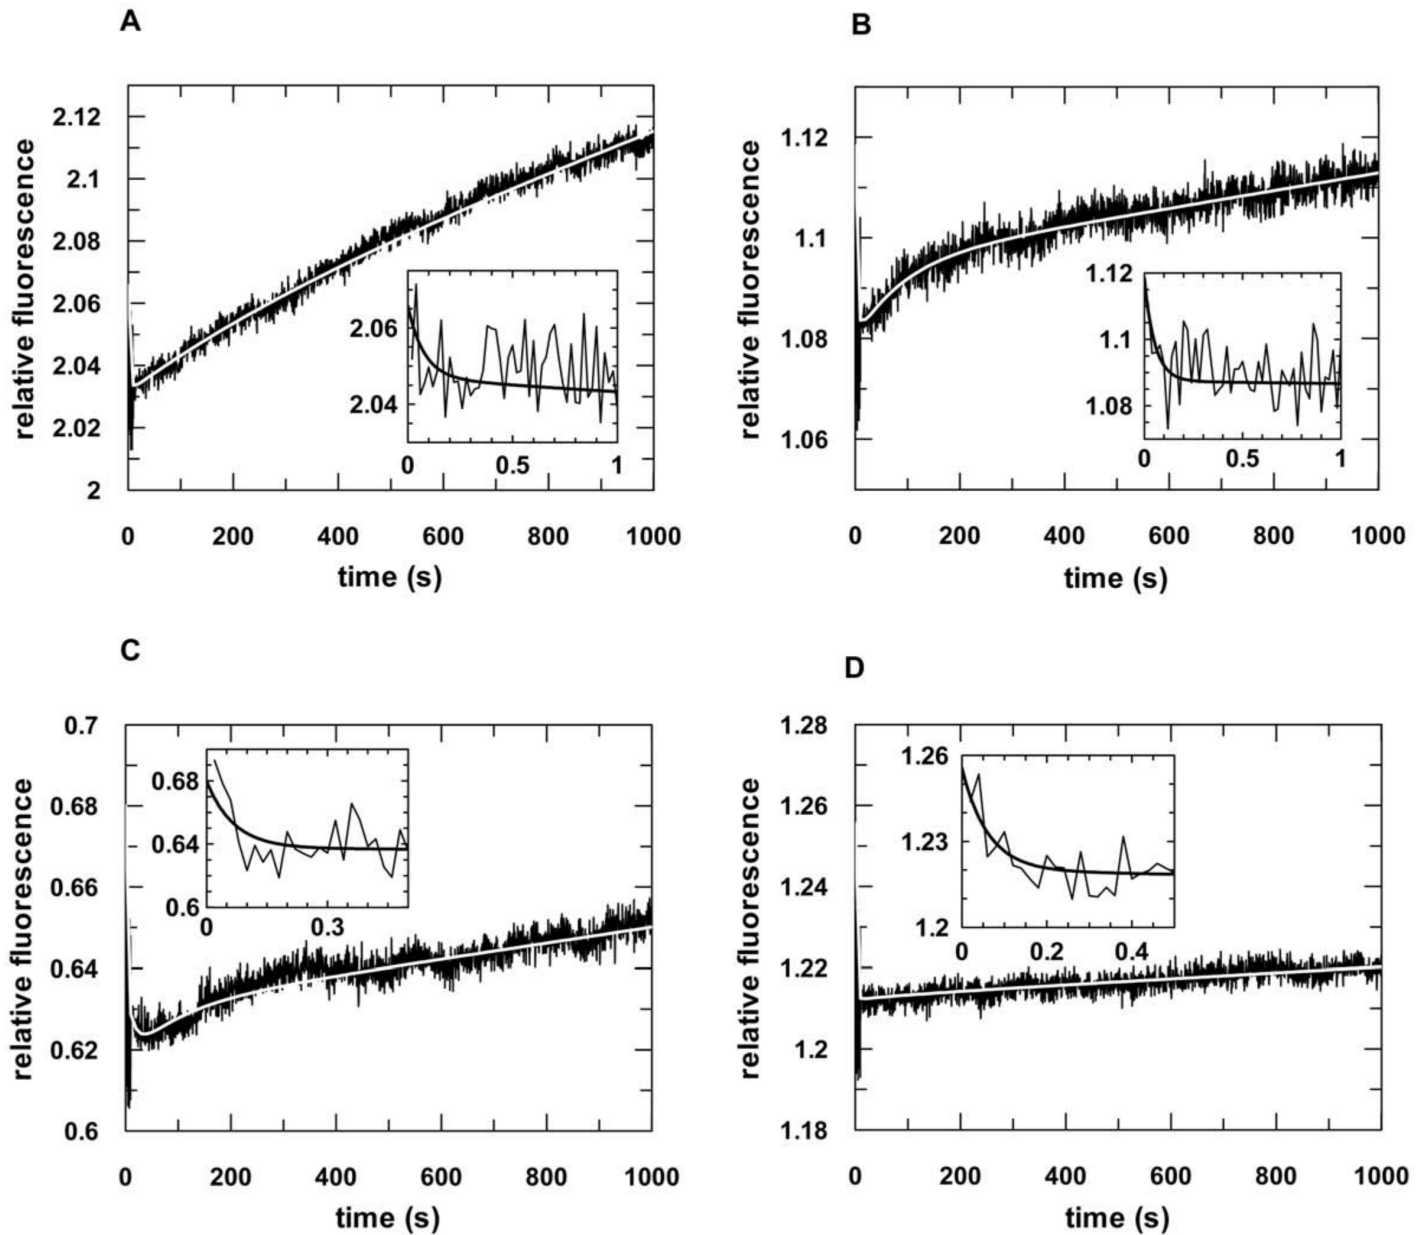 A
B
relative fluorescence
2.12
2.1
2.08
2.06
2.04
2.02
2
2.06
2.04
0 0.5 1
0 200 400 600 800 1000
time (s)
relative fluorescence
1.12
1.1
1.08
1.06
1.12
1.1
1.08
0 0.5 1
0 200 400 600 800 1000
time (s)
C
D
relative fluorescence
0.7
0.68
0.66
0.64
0.62
0.6
0.68
0.64
0.6
0 0.3
0 200 400 600 800 1000
time (s)
relative fluorescence
1.28
1.26
1.24
1.22
1.2
1.18
1.26
1.23
1.2
0 0.2 0.4
0 200 400 600 800 1000
time (s)